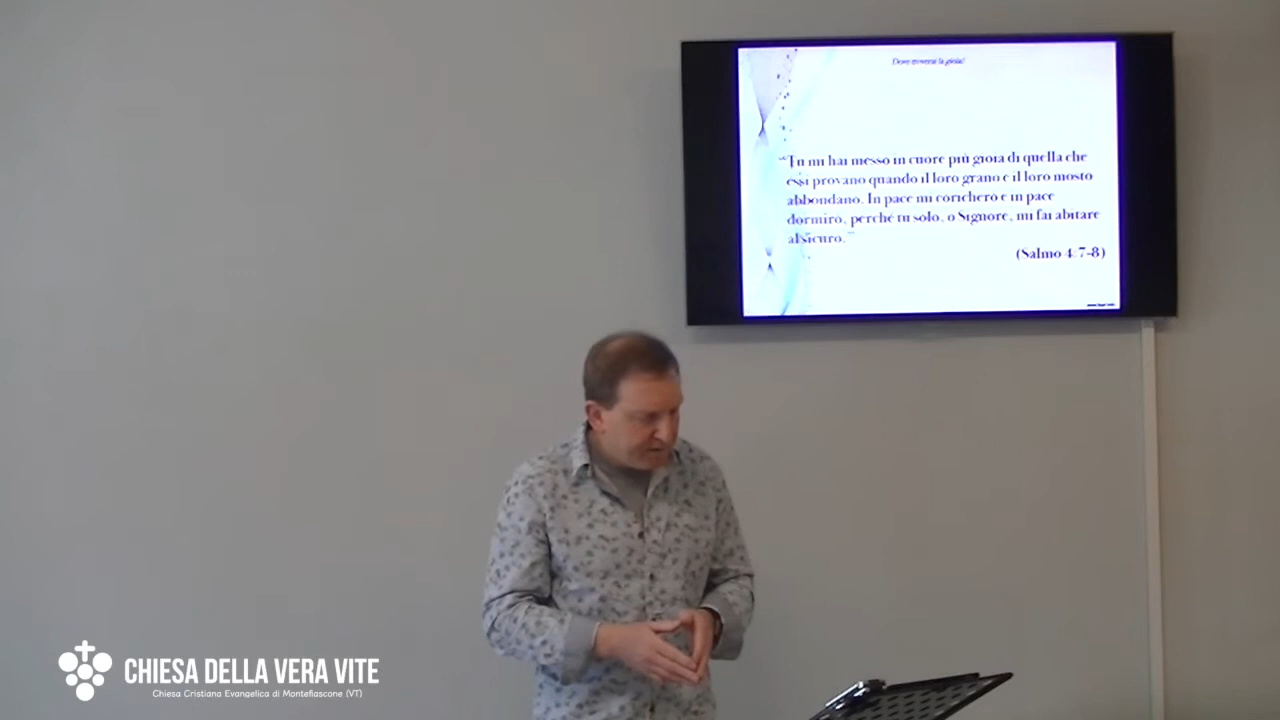 Dove troverai la gioia?
“Tu mi hai messo in cuore più gioia di quella che
essi provano quando il loro grano e il loro mosto
abbondano. In pace mi coricherò e in pace
dormirò, perché tu solo, o Signore, mi fai abitare
al sicuro.”
(Salmo 4:7-8)
CHIESA DELLA VERA VITE
Chiesa Cristiana Evangelica di Montefiascone (VT)